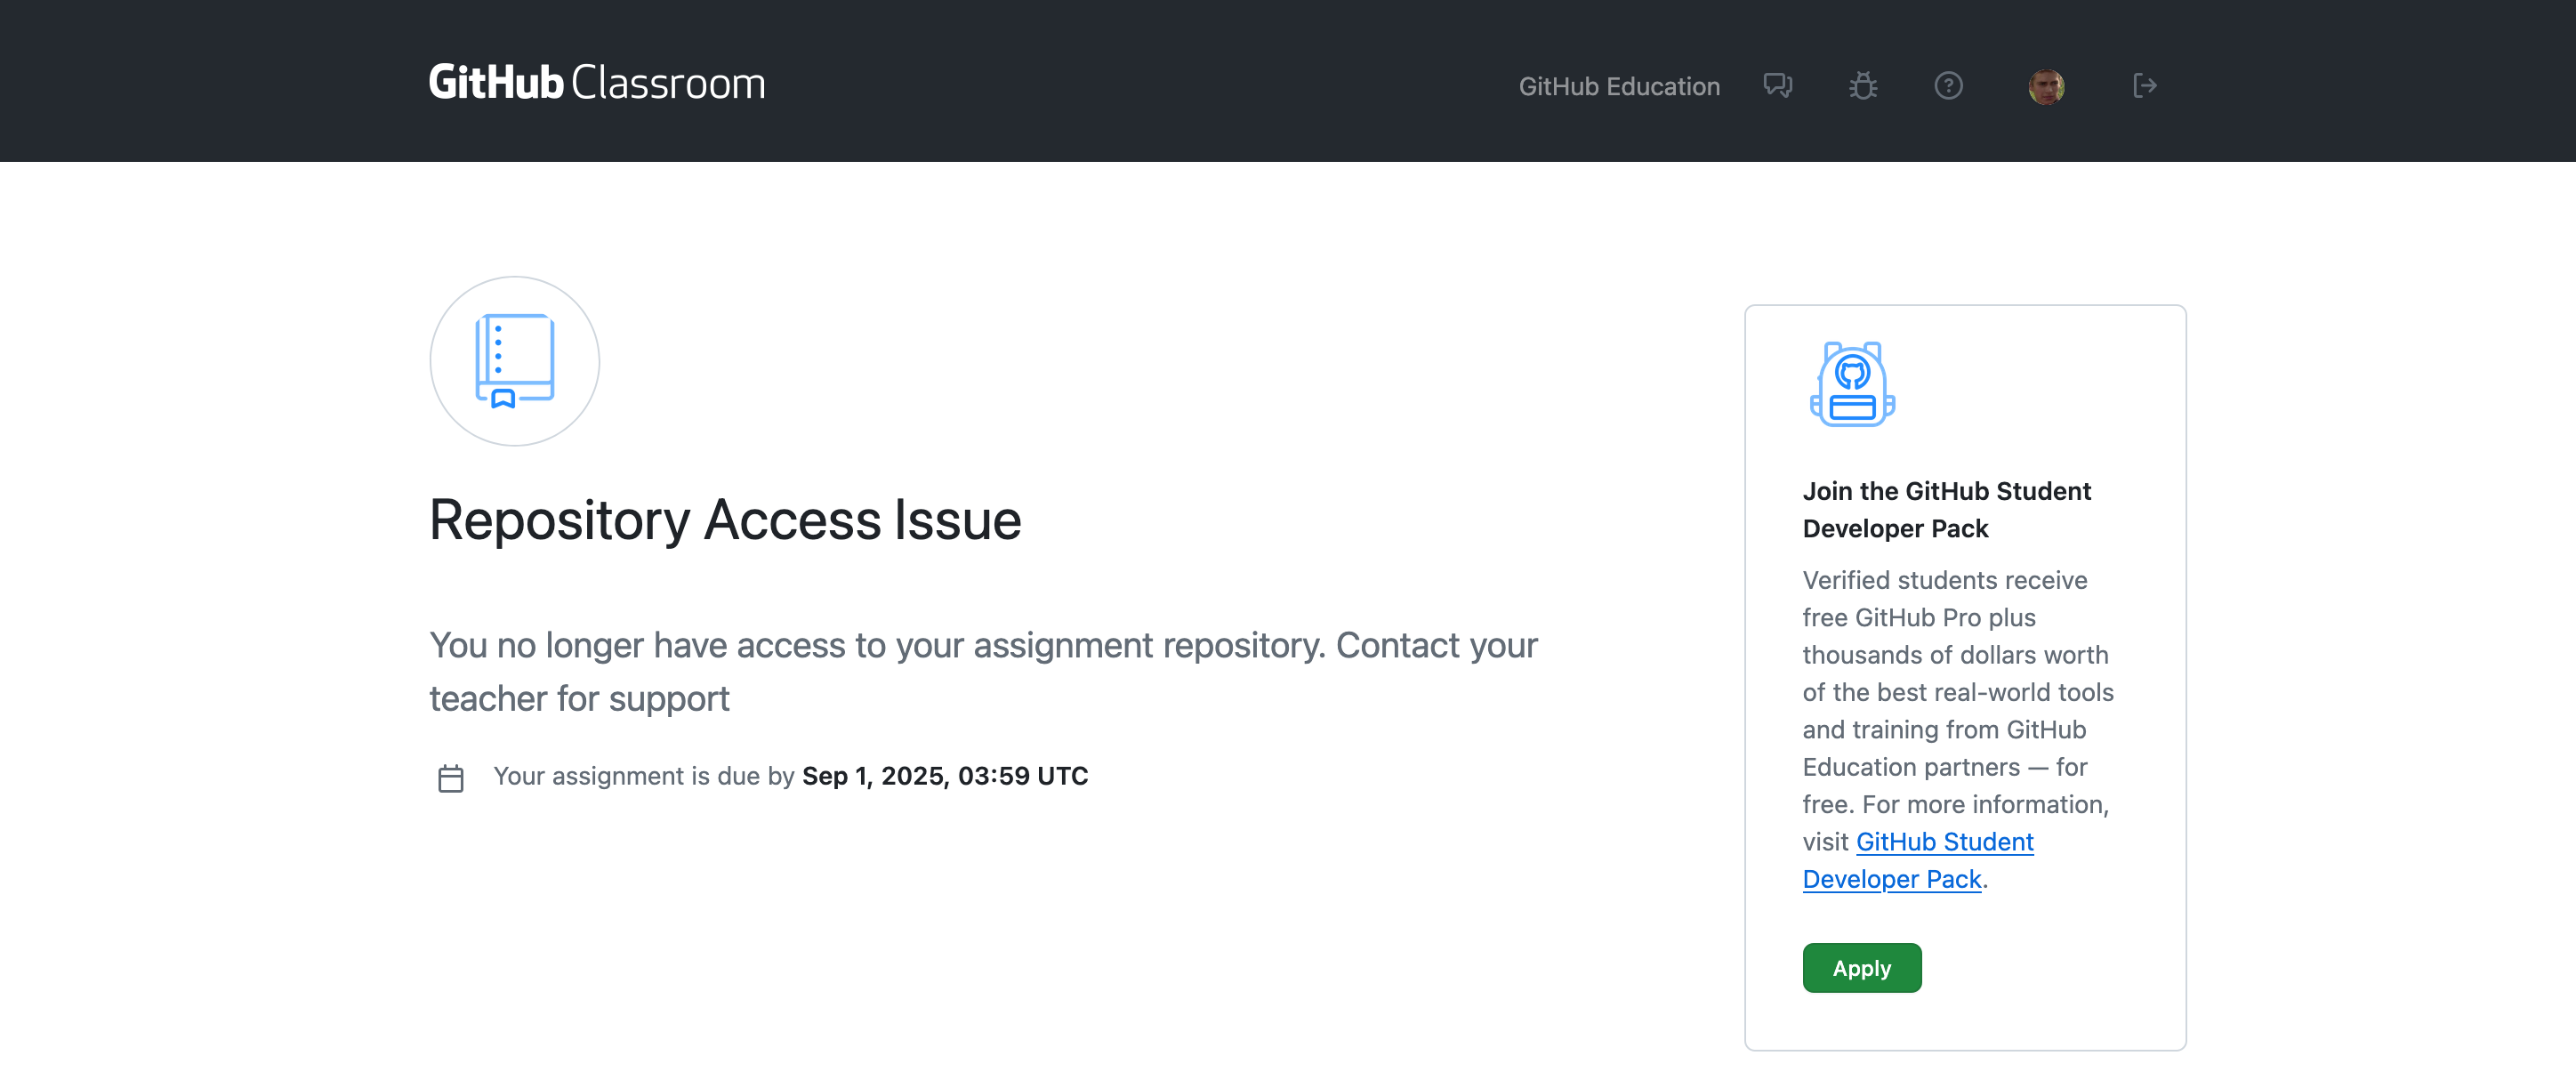 GitHub Classroom
GitHub Education
Repository Access Issue
You no longer have access to your assignment repository. Contact your
teacher for support
Your assignment is due by Sep 1, 2025, 03:59 UTC
Join the GitHub Student
Developer Pack
Verified students receive
free GitHub Pro plus
thousands of dollars worth
of the best real-world tools
and training from GitHub
Education partners — for
free. For more information,
visit GitHub Student
Developer Pack.
Apply